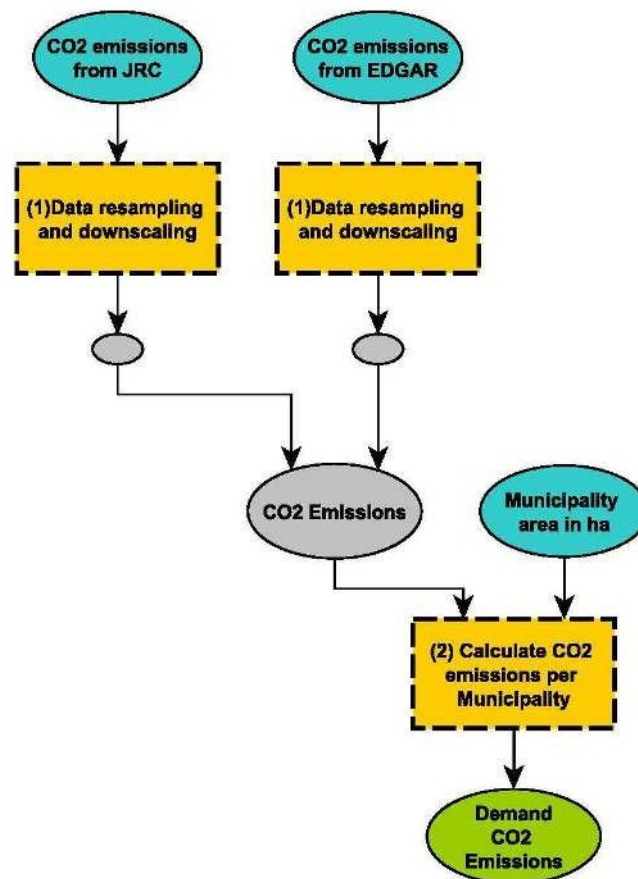 CO2 emissions
from JRC
CO2 emissions
from EDGAR
(1)Data resampling
and downscaling
(1)Data resampling
and downscaling
CO2 Emissions
Municipality
area in ha
(2) Calculate CO2
emissions per
Municipality
Demand
CO2
Emissions